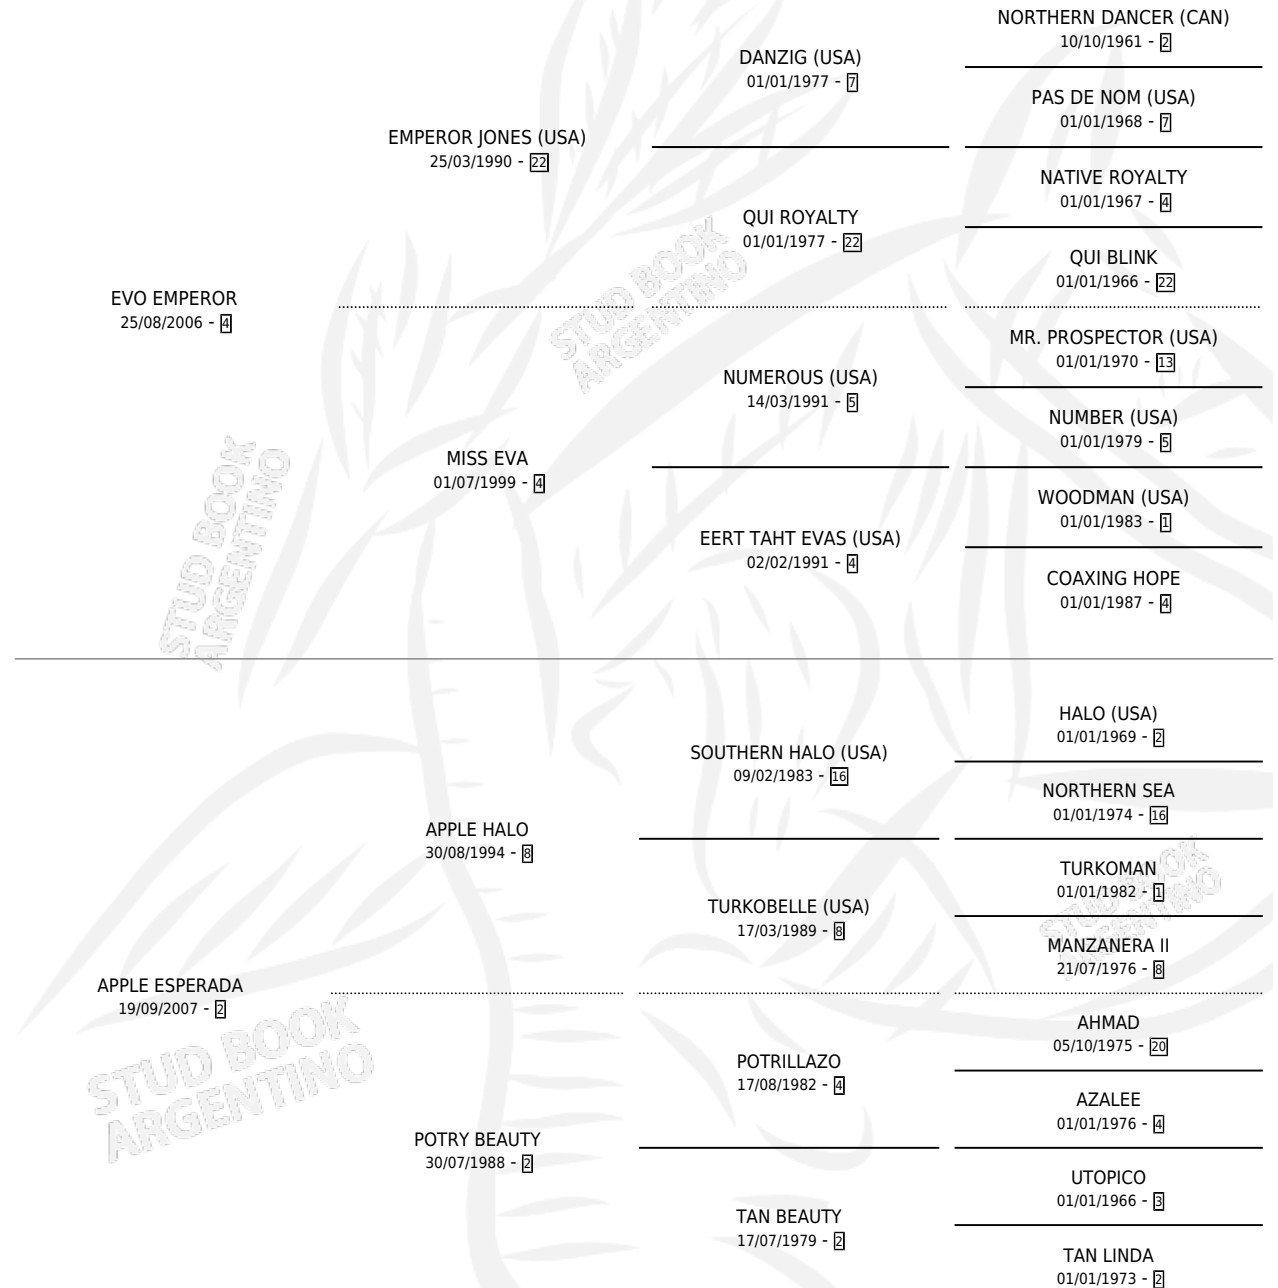 NORTHERN DANCER (CAN)
10/10/1961 - 2
DANZIG (USA)
01/01/1977 - 7
PAS DE NOM (USA)
01/01/1968 - 7
EMPEROR JONES (USA)
25/03/1990 - 22
NATIVE ROYALTY
01/01/1967 - 4
QUI ROYALTY
01/01/1977 - 22
QUI BLINK
01/01/1966 - 22
EVO EMPEROR
25/08/2006 - 4
STUD BOOK
ARGENTINO
MR. PROSPECTOR (USA)
01/01/1970 - 13
NUMEROUS (USA)
14/03/1991 - 5
NUMBER (USA)
01/01/1979 - 5
MISS EVA
01/07/1999 - 4
WOODMAN (USA)
01/01/1983 - 1
EERT TAHT EVAS (USA)
02/02/1991 - 4
COAXING HOPE
01/01/1987 - 4
STUD BOOK
ARGENTINO
HALO (USA)
01/01/1969 - 2
SOUTHERN HALO (USA)
09/02/1983 - 16
NORTHERN SEA
01/01/1974 - 16
APPLE HALO
30/08/1994 - 8
TURKOMAN
01/01/1982 - 1
TURKOBELLE (USA)
17/03/1989 - 8
STUD BOOK
ARGENTINO
MANZANERA II
21/07/1976 - 8
APPLE ESPERADA
19/09/2007 - 2
STUD BOOK
ARGENTINO
AHMAD
05/10/1975 - 20
POTRILLAZO
17/08/1982 - 4
AZALEE
01/01/1976 - 4
POTRY BEAUTY
30/07/1988 - 2
UTOPICO
01/01/1966 - 3
TAN BEAUTY
17/07/1979 - 2
TAN LINDA
01/01/1973 - 2